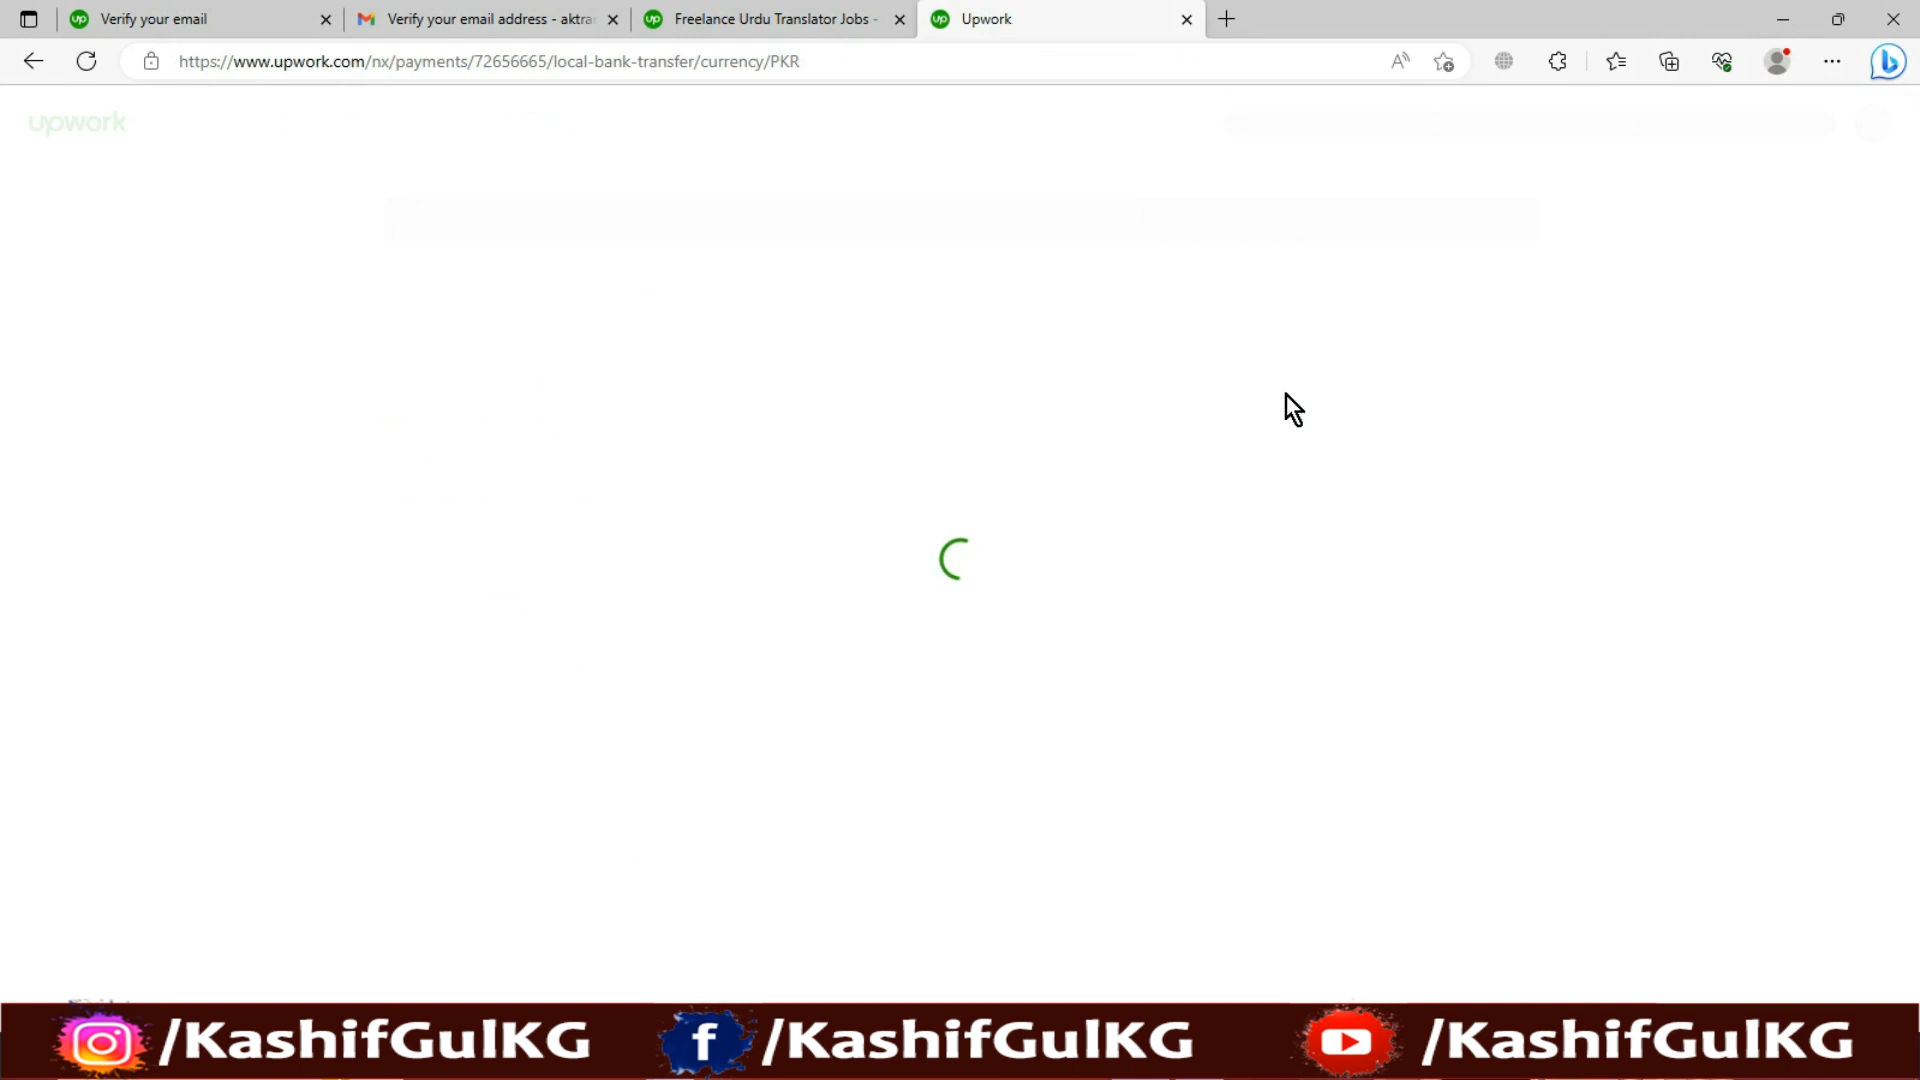 Verify your email
Verify your email address - aktra
Freelance Urdu Translator Jobs -
Upwork
https://www.upwork.com/nx/payments/72656665/local-bank-transfer/currency/PKR
upwork
/KashifGulKG
/KashifGulKG
/KashifGulKG